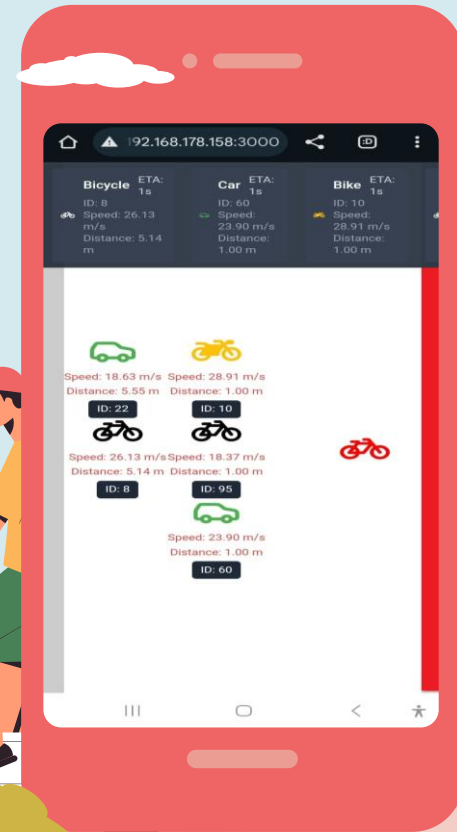 192.168.178.158:3000
:D
Bicycle ETA: 1s
ID: 8
Speed: 26.13
m/s
Distance: 5.14
m
Car ETA: 1s
ID: 60
Speed:
23.90 m/s
Distance:
1.00 m
Bike ETA: 1s
ID: 10
Speed:
28.91 m/s
Distance:
1.00 m
Speed: 18.63 m/s Speed: 28.91 m/s
Distance: 5.55 m Distance: 1.00 m
ID: 22 ID: 10
Speed: 26.13 m/s Speed: 18.37 m/s
Distance: 5.14 m Distance: 1.00 m
ID: 8 ID: 95
Speed: 23.90 m/s
Distance: 1.00 m
ID: 60